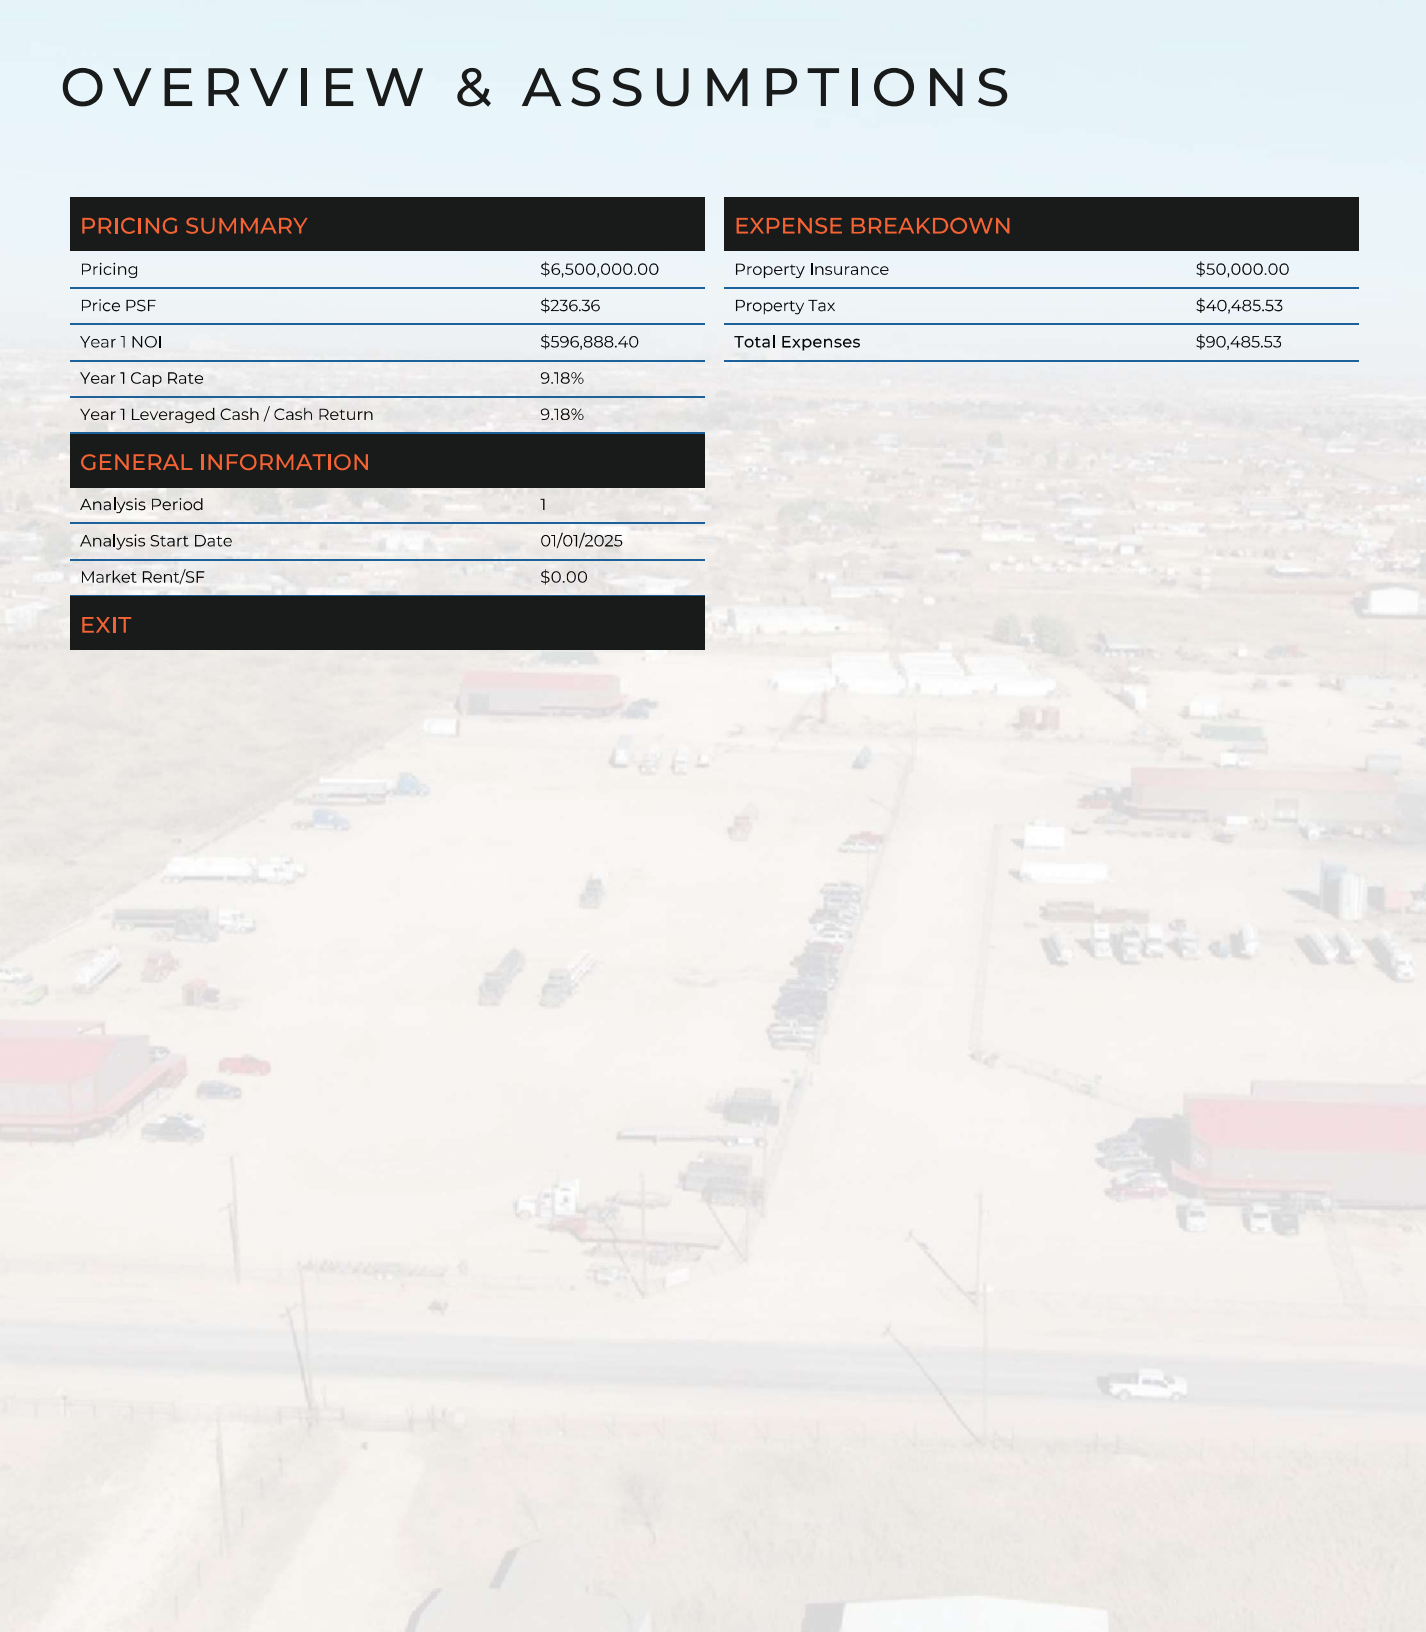 OVERVIEW & ASSUMPTIONS
PRICING SUMMARY
Pricing $6,500,000.00
Price PSF $236.36
Year 1 NOI $596,888.40
Year 1 Cap Rate 9.18%
Year 1 Leveraged Cash / Cash Return 9.18%
GENERAL INFORMATION
Analysis Period 1
Analysis Start Date 01/01/2025
Market Rent/SF $0.00
EXIT
EXPENSE BREAKDOWN
Property Insurance $50,000.00
Property Tax $40,485.53
Total Expenses $90,485.53